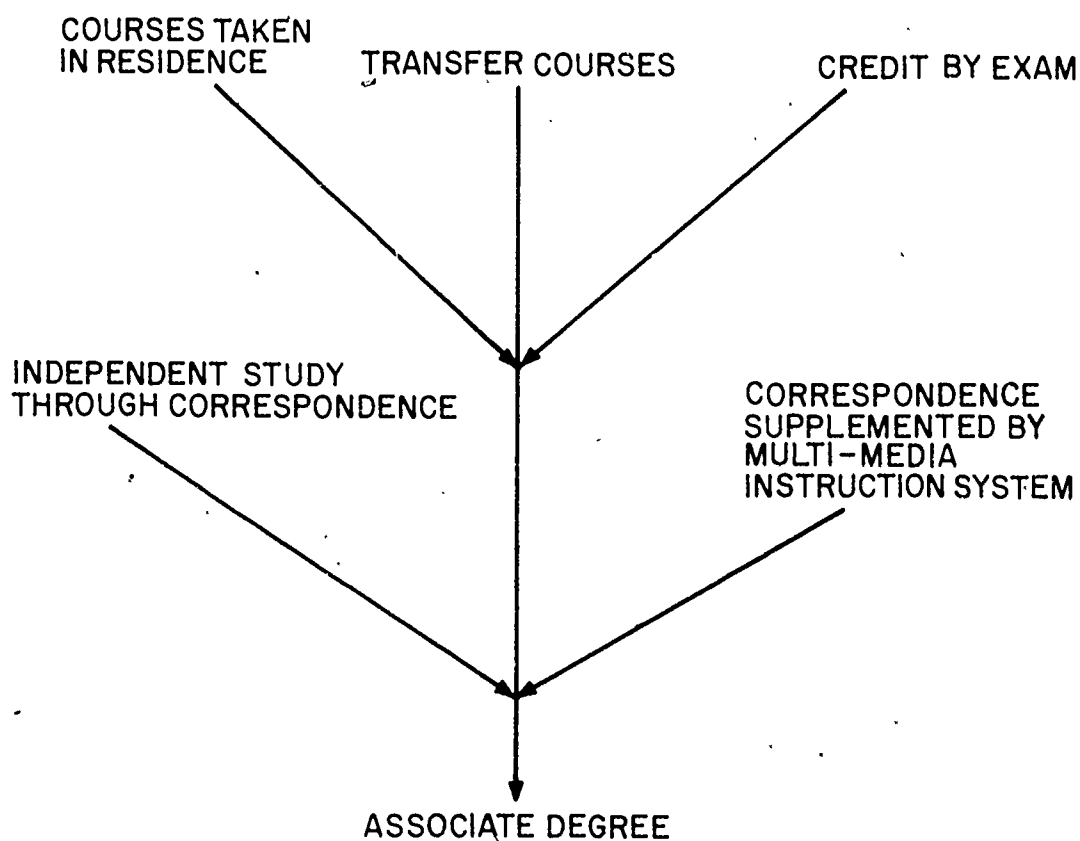 COURSES TAKEN
IN RESIDENCE
TRANSFER COURSES
CREDIT BY EXAM
INDEPENDENT STUDY
THROUGH CORRESPONDENCE
CORRESPONDENCE
SUPPLEMENTED BY
MULTI-MEDIA
INSTRUCTION SYSTEM
ASSOCIATE DEGREE